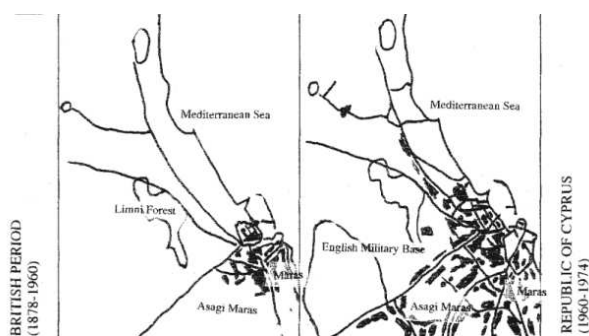 BRITISH PERIOD
(1878-1960)
Mediterranean Sea
Limni Forest
Maras
Asagi Maras
Mediterranean Sea
English Military Base
Maras
Asagi Maras
REPUBLIC OF CYPRUS
(1960-1974)